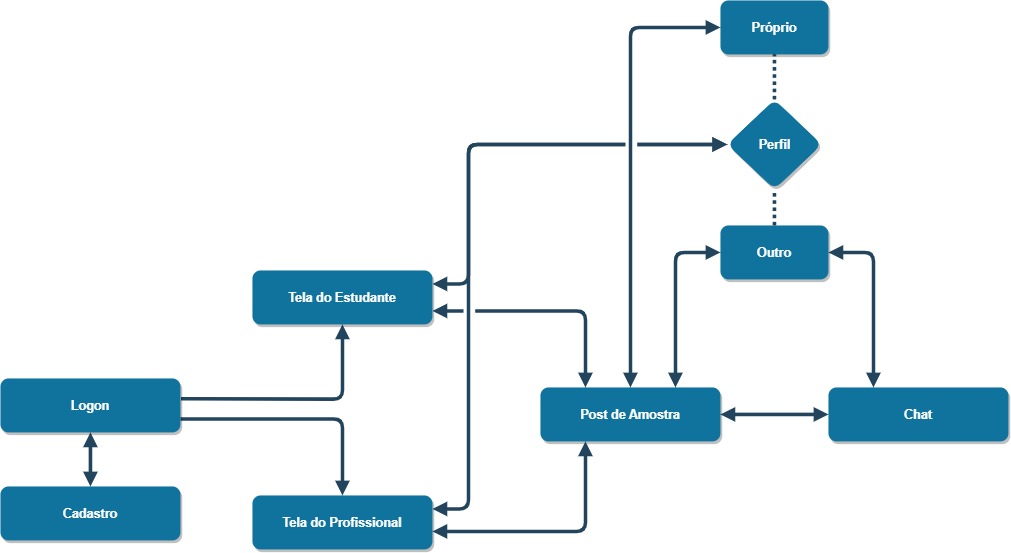 Próprio
Perfil
Outro
Tela do Estudante
Logon
Post de Amostra
Chat
Cadastro
Tela do Profissional